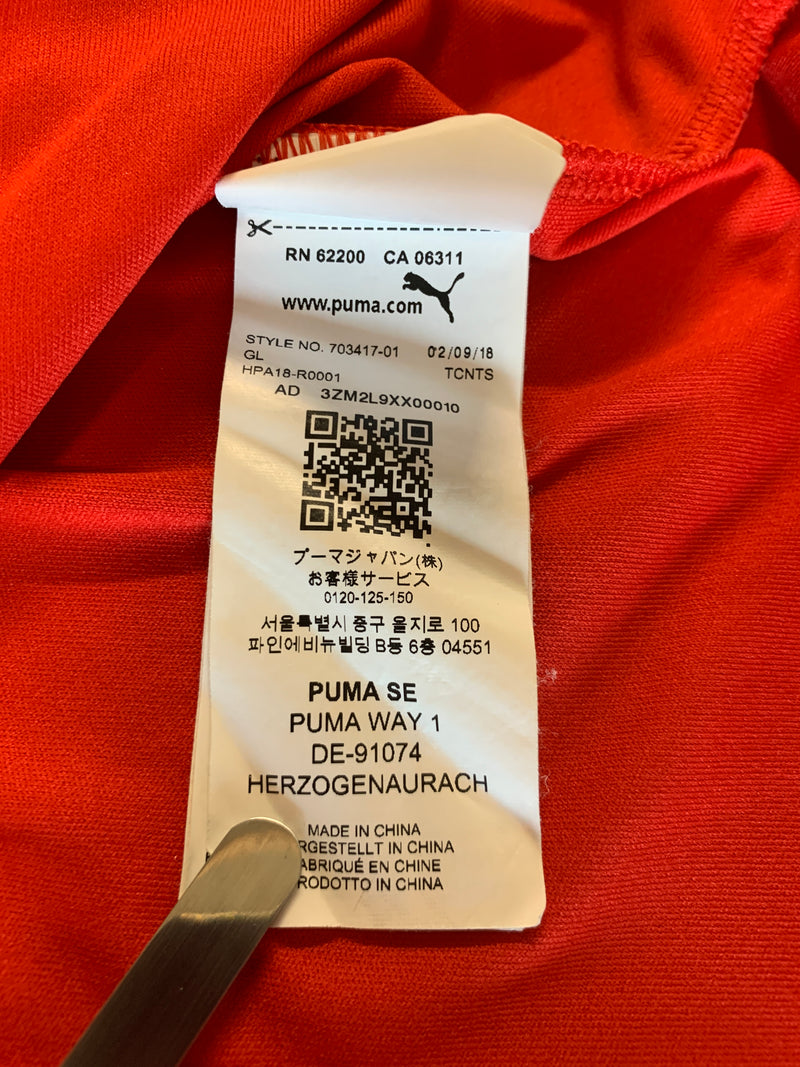 RN 62200 CA 06311
www.puma.com
STYLE NO. 703417-01 02/09/18
GL
HPA18-R0001 TCNTS
AD 3ZM2L9XX00010
プーマジャパン(株)
お客様サービス
0120-125-150
서울특별시 중구 을지로 100
파인에비뉴빌딩 B동 6층 04551
PUMA SE
PUMA WAY 1
DE-91074
HERZOGENAURACH
MADE IN CHINA
RGESTELLT IN CHINA
ABRIQUÉ EN CHINE
RODOTTO IN CHINA